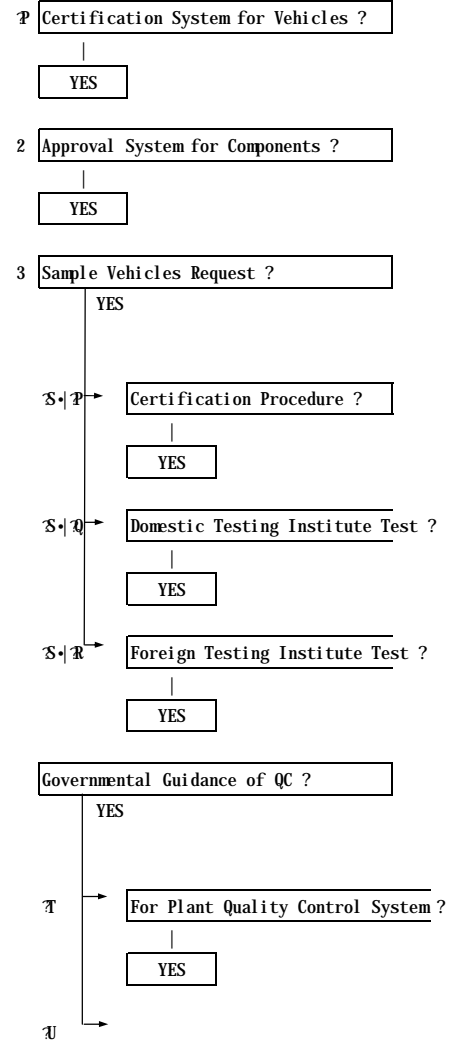 ?P Certification System for Vehicles ?
YES
2 Approval System for Components ?
YES
3 Sample Vehicles Request ?
YES
?S•|?P Certification Procedure ?
YES
?S•|?Q Domestic Testing Institute Test ?
YES
?S•|?R Foreign Testing Institute Test ?
YES
Governmental Guidance of QC ?
YES
?T For Plant Quality Control System ?
YES
?U